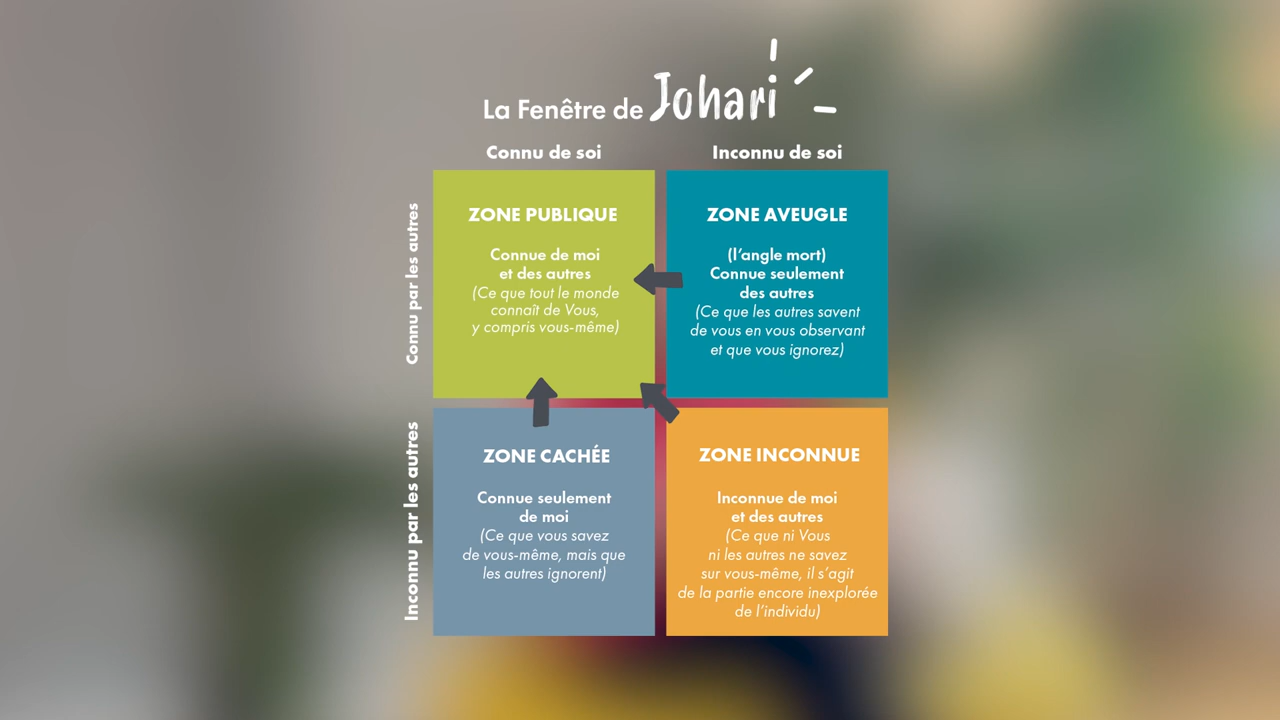 La Fenêtre de Johari
Connu de soi
Inconnu de soi
Connu par les autres
ZONE PUBLIQUE
Connue de moi
et des autres
(Ce que tout le monde
connaît de Vous,
y compris vous-même)
ZONE AVEUGLE
(l'angle mort)
Connue seulement
des autres
(Ce que les autres savent
de vous en vous observant
et que vous ignorez)
Inconnu par les autres
ZONE CACHÉE
Connue seulement
de moi
(Ce que vous savez
de vous-même, mais que
les autres ignorent)
ZONE INCONNUE
Inconnue de moi
et des autres
(Ce que ni Vous
ni les autres ne savez
sur vous-même, il s'agit
de la partie encore inexplorée
de l'individu)